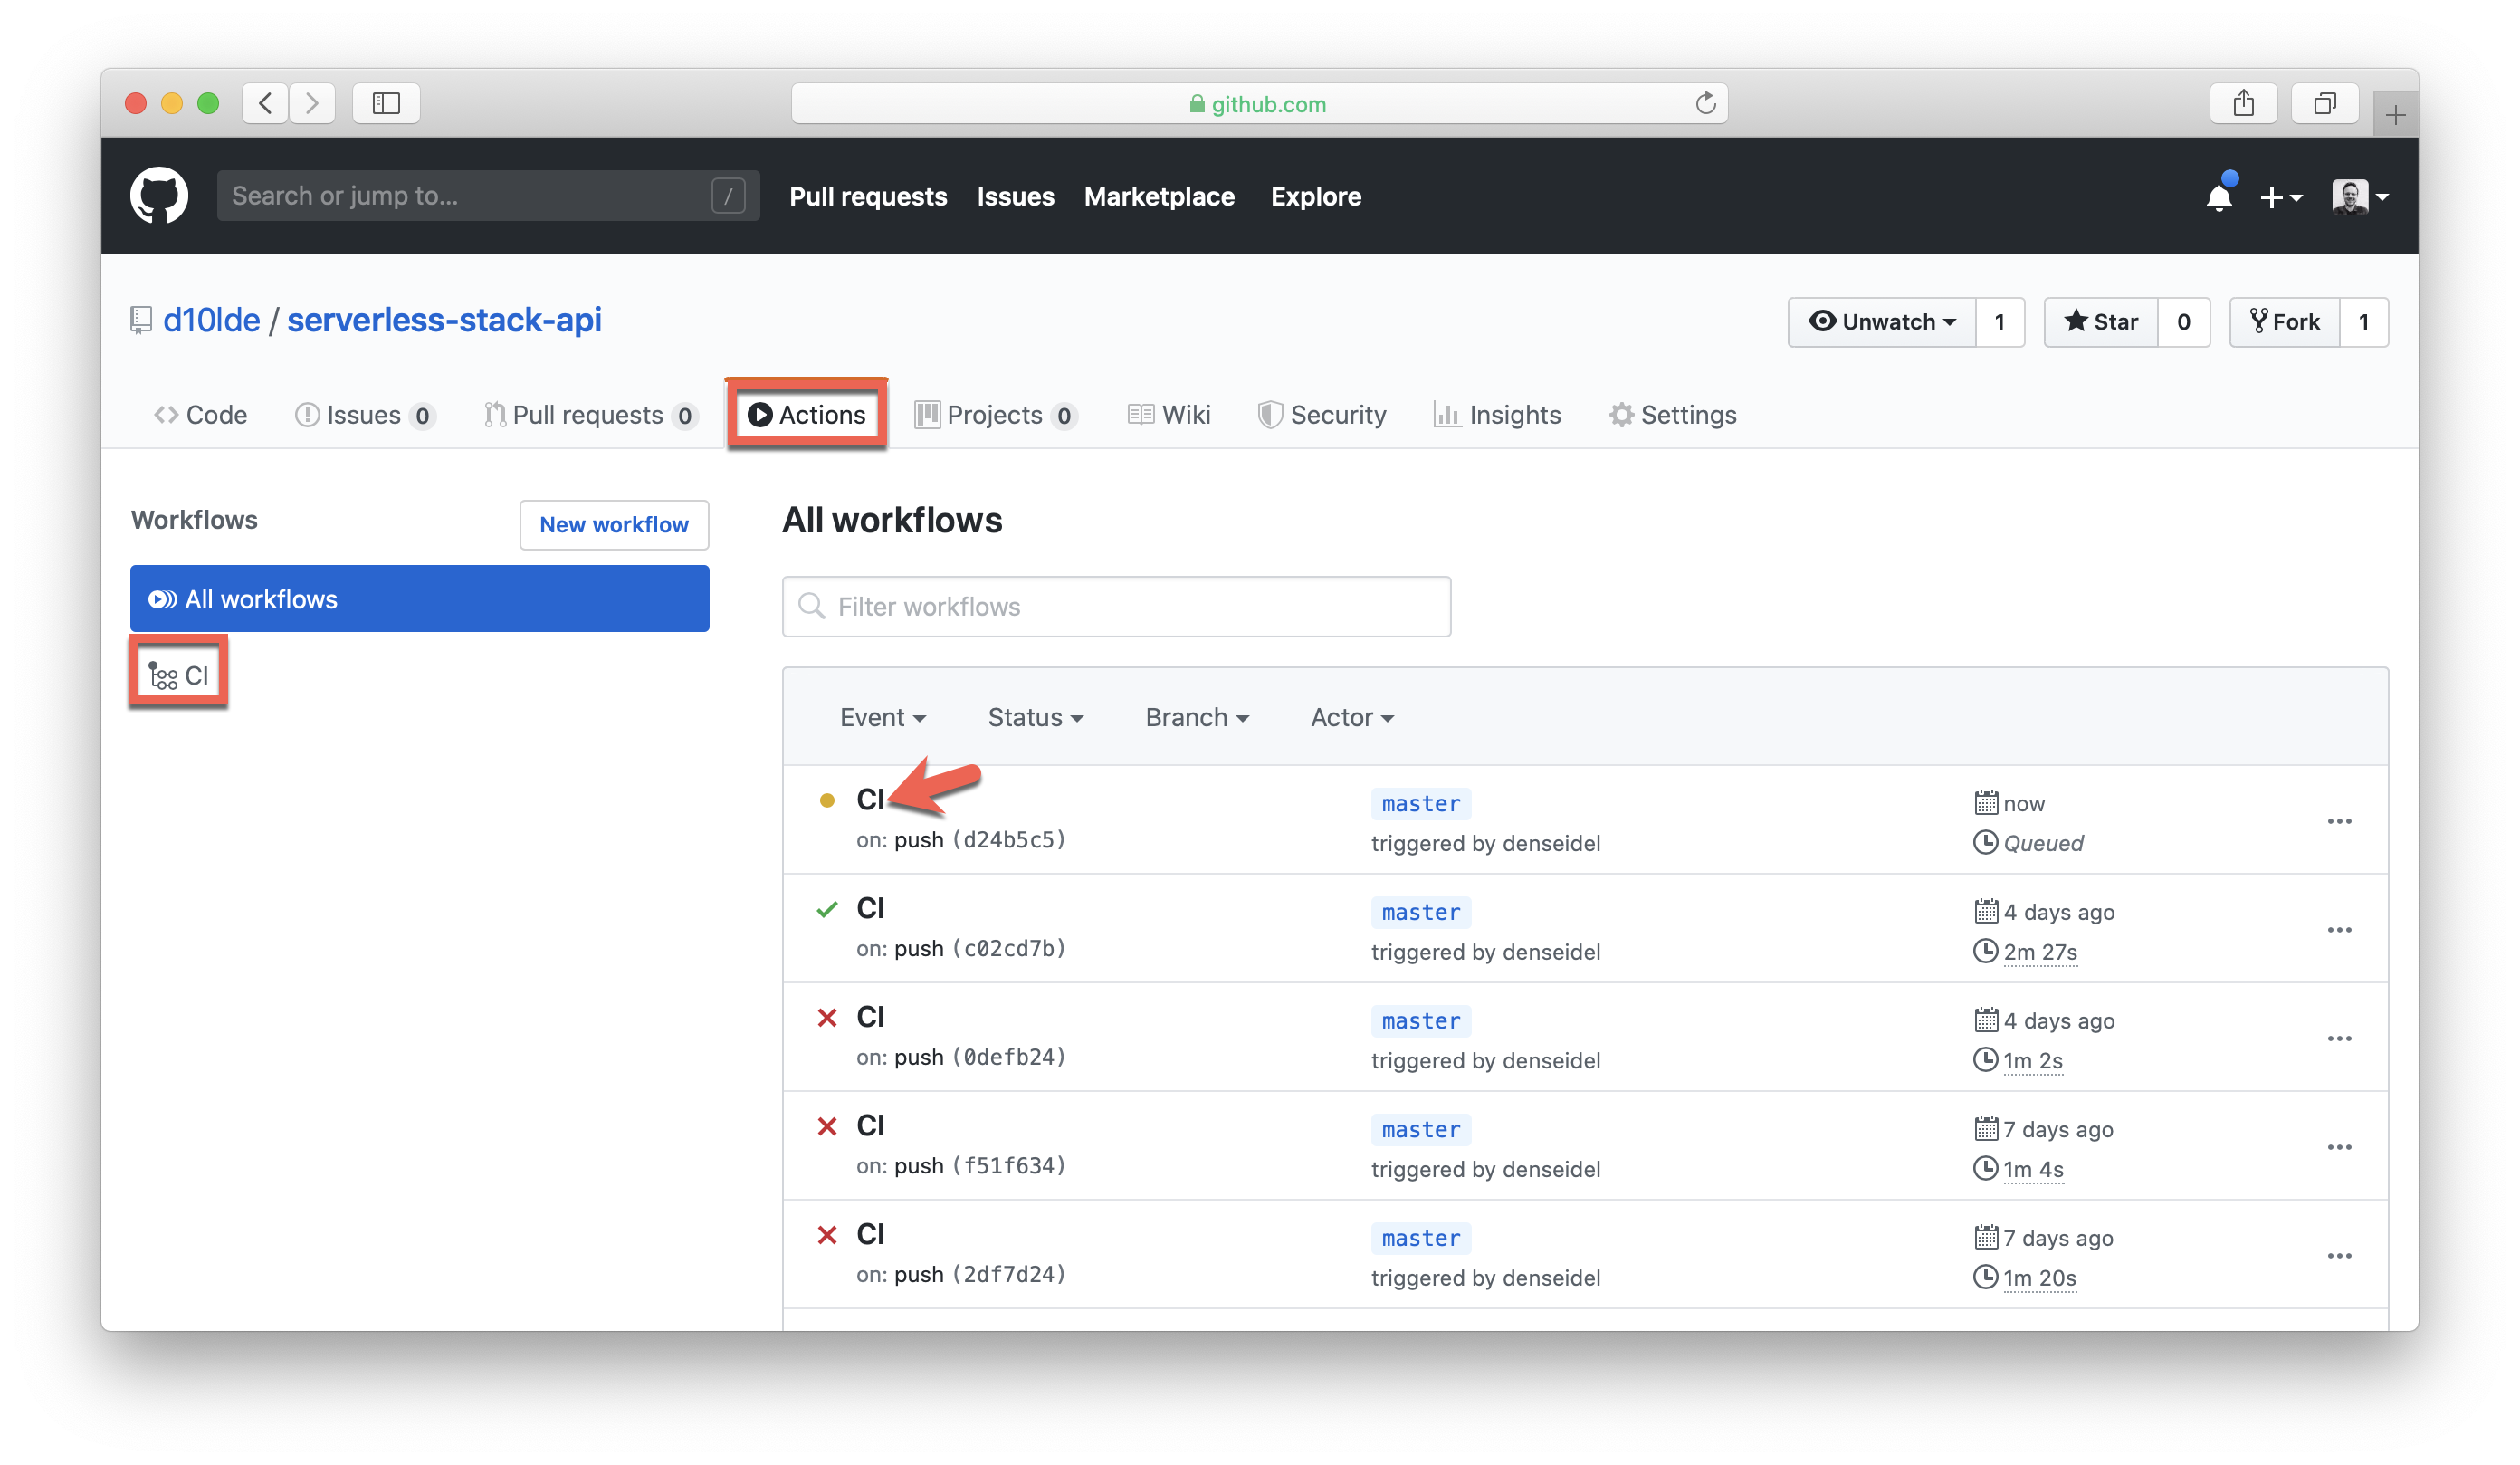 github.com
Search or jump to... /
Pull requests Issues Marketplace Explore
d10lde / serverless-stack-api
Unwatch 1 Star 0 Fork 1
Code Issues 0 Pull requests 0 Actions Projects 0 Wiki Security Insights Settings
Workflows
New workflow
All workflows
CI
All workflows
Filter workflows
Event Status Branch Actor
CI master now
on: push (d24b5c5) triggered by denseidel Queued
CI master 4 days ago
on: push (c02cd7b) triggered by denseidel 2m 27s
CI master 4 days ago
on: push (0defb24) triggered by denseidel 1m 2s
CI master 7 days ago
on: push (f51f634) triggered by denseidel 1m 4s
CI master 7 days ago
on: push (2df7d24) triggered by denseidel 1m 20s